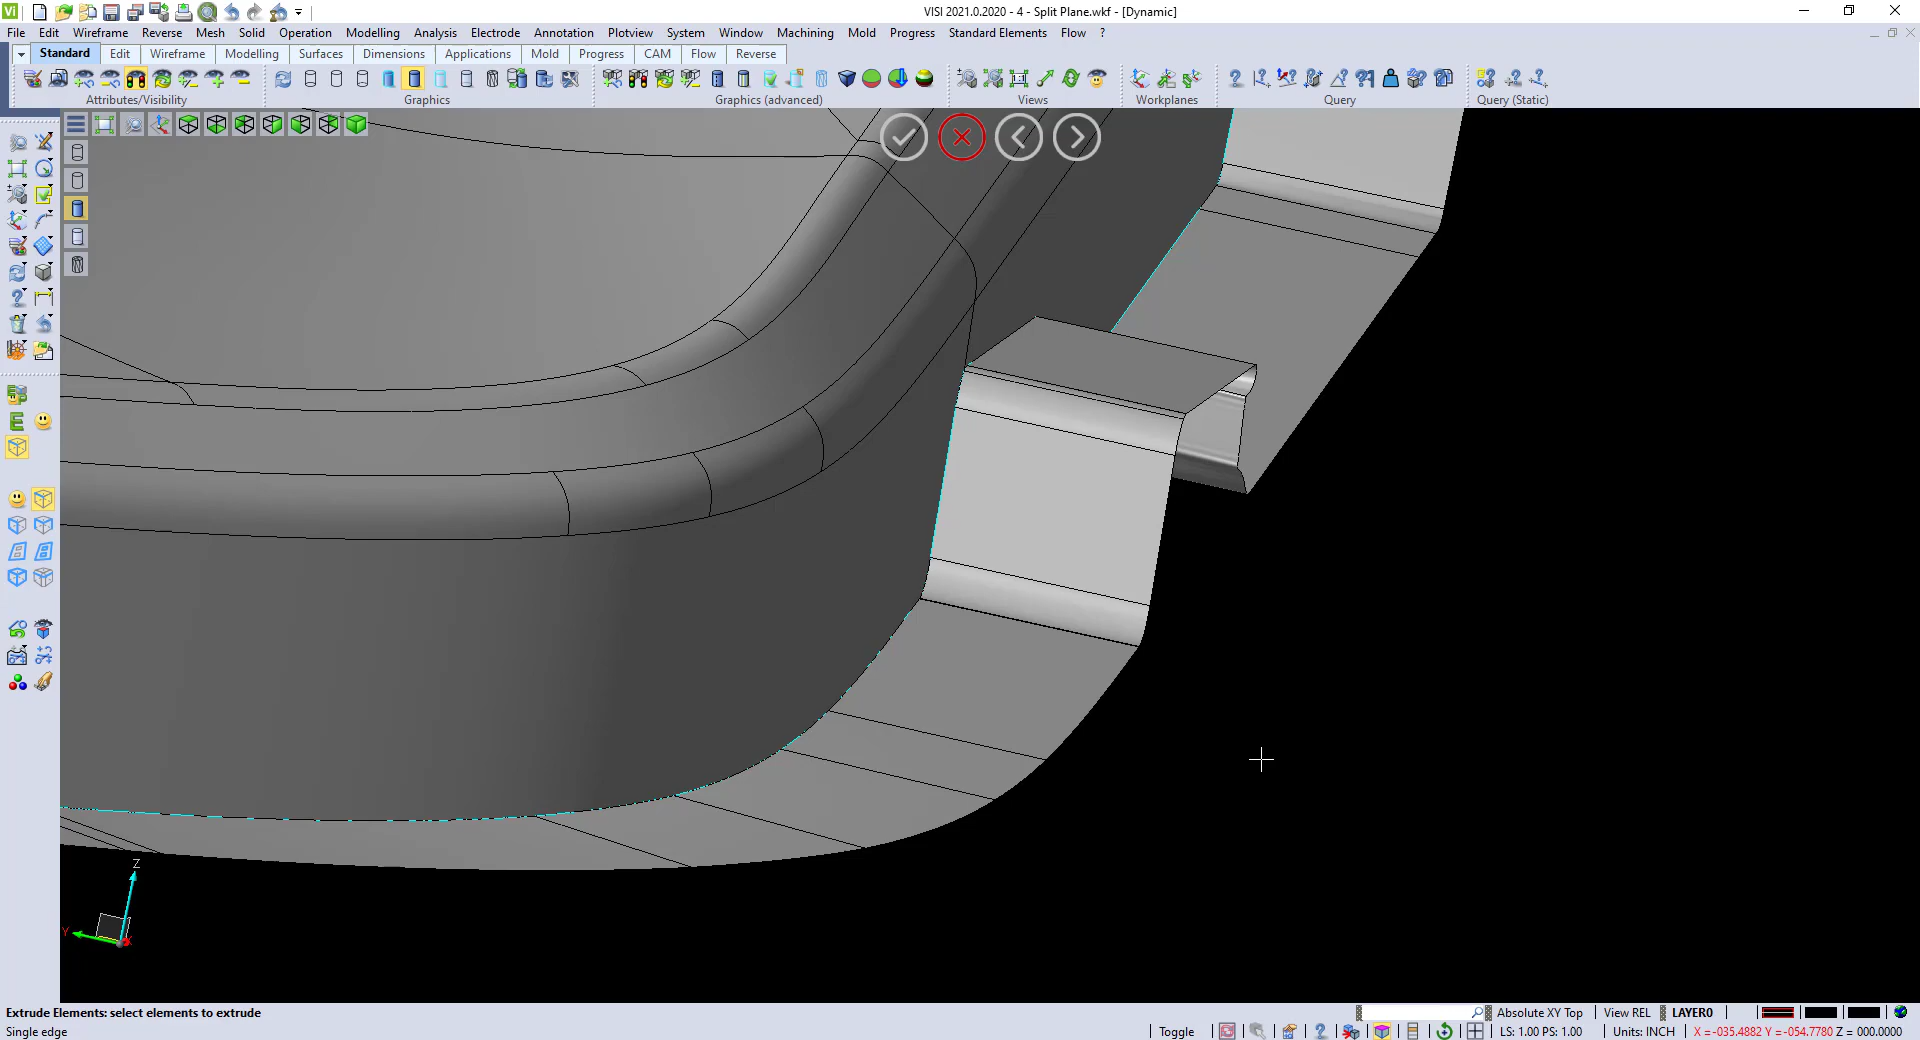 VISI 2021.0.2020 - 4 - Split Plane.wkf - [Dynamic]
File Edit Wireframe Reverse Mesh Solid Operation Modelling Analysis Electrode Annotation Plotview System Window Machining Mold Progress Standard Elements Flow ?
Standard Edit Wireframe Modelling Surfaces Dimensions Applications Mold Progress CAM Flow Reverse
Attributes/Visibility Graphics Graphics (advanced) Views Workplanes Query Query (Static)
Z
Y
X
Extrude Elements: select elements to extrude
Absolute XY Top View REL LAYER0
Single edge
Toggle LS: 1.00 PS: 1.00 Units: INCH X =-035.4882 Y =-054.7780 Z = 000.0000